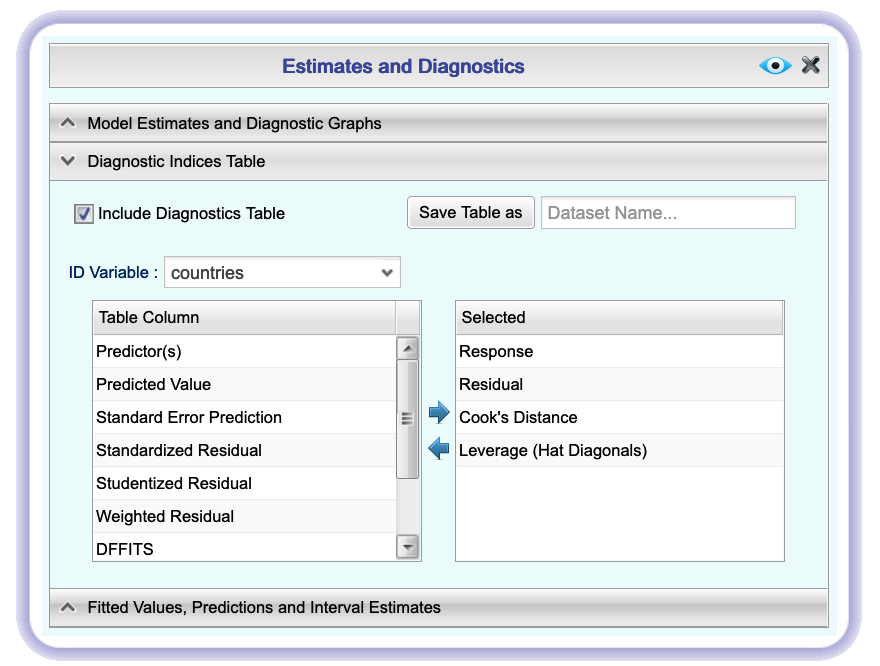 Estimates and Diagnostics
Model Estimates and Diagnostic Graphs
Diagnostic Indices Table
Include Diagnostics Table
Save Table as
Dataset Name...
ID Variable :
countries
Table Column
Predictor(s)
Predicted Value
Standard Error Prediction
Standardized Residual
Studentized Residual
Weighted Residual
DFFITS
Selected
Response
Residual
Cook's Distance
Leverage (Hat Diagonals)
Fitted Values, Predictions and Interval Estimates